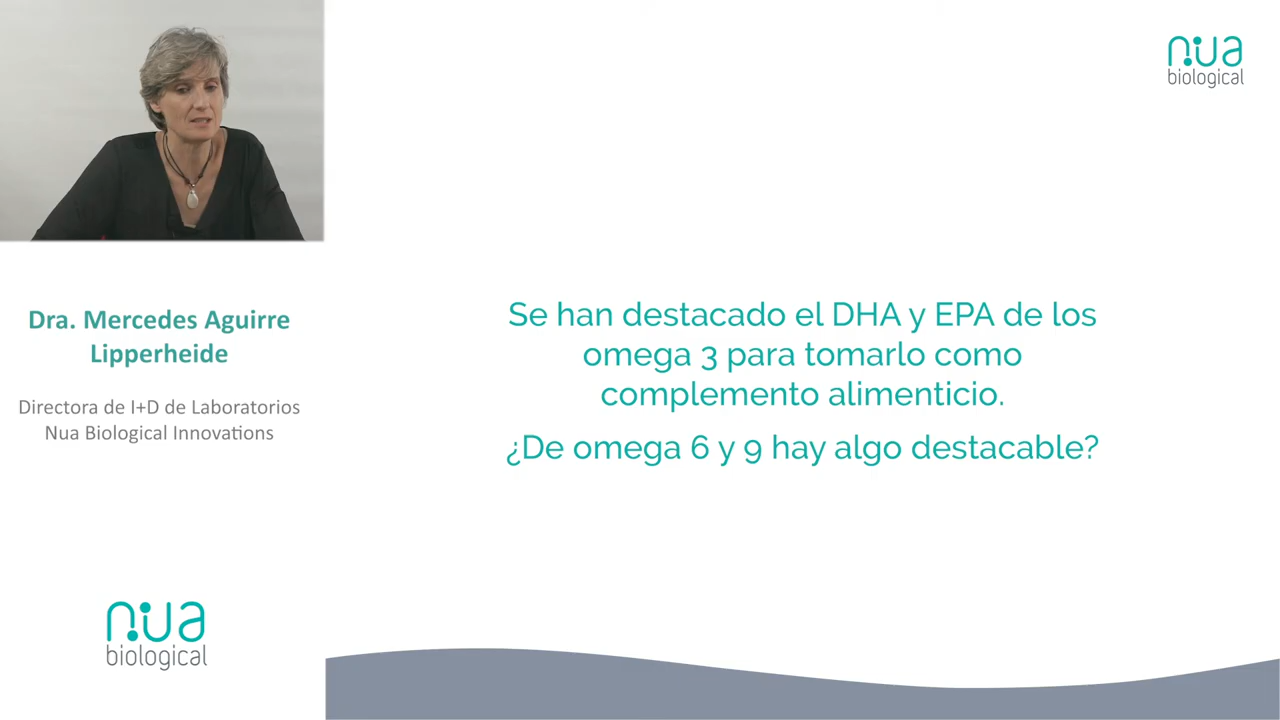 nua
biological
Dra. Mercedes Aguirre
Lipperheide
Directora de I+D de Laboratorios
Nua Biological Innovations
Se han destacado el DHA y EPA de los
omega 3 para tomarlo como
complemento alimenticio.
¿De omega 6 y 9 hay algo destacable?
nua
biological